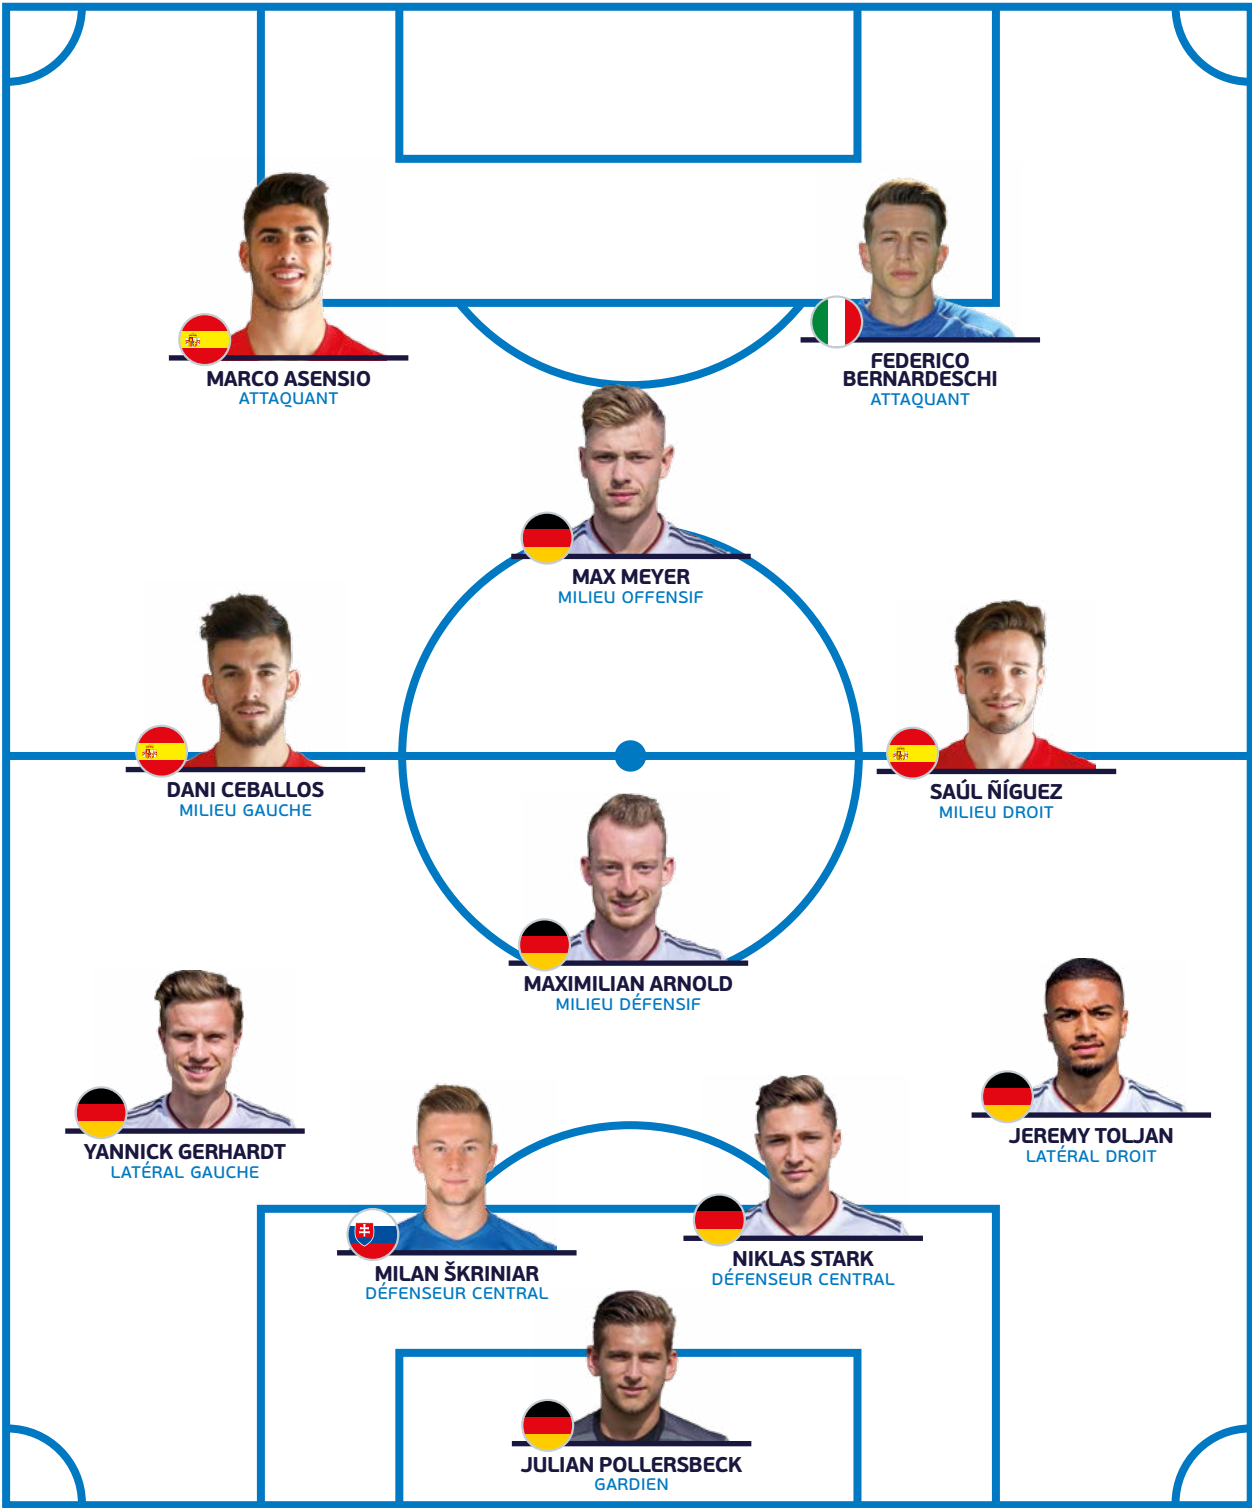 MARCO ASENSIO
ATTAQUANT
FEDERICO
BERNARDESCHI
ATTAQUANT
MAX MEYER
MILIEU OFFENSIF
DANI CEBALLOS
MILIEU GAUCHE
SAÚL ÑÍGUEZ
MILIEU DROIT
MAXIMILIAN ARNOLD
MILIEU DÉFENSIF
YANNICK GERHARDT
LATÉRAL GAUCHE
JEREMY TOLJAN
LATÉRAL DROIT
MILAN ŠKRINIAR
DÉFENSEUR CENTRAL
NIKLAS STARK
DÉFENSEUR CENTRAL
JULIAN POLLERSBECK
GARDIEN